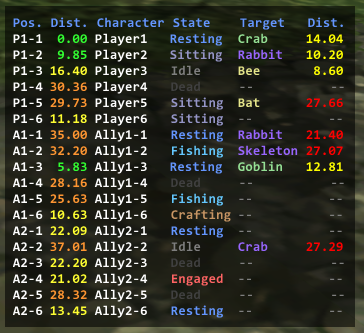 Pos. Dist. Character State Target Dist.
P1-1 0.00 Player1 Resting Crab 14.04
P1-2 9.85 Player2 Sitting Rabbit 10.20
P1-3 16.40 Player3 Idle Bee 8.60
P1-4 30.36 Player4 Dead -- --
P1-5 29.73 Player5 Sitting Bat 27.66
P1-6 11.18 Player6 Sitting -- --
A1-1 35.00 Ally1-1 Resting Rabbit 21.40
A1-2 32.20 Ally1-2 Fishing Skeleton 27.07
A1-3 5.83 Ally1-3 Resting Goblin 12.81
A1-4 28.16 Ally1-4 Dead -- --
A1-5 25.63 Ally1-5 Fishing -- --
A1-6 10.63 Ally1-6 Crafting -- --
A2-1 22.09 Ally2-1 Resting -- --
A2-2 37.01 Ally2-2 Idle Crab 27.29
A2-3 22.20 Ally2-3 Dead -- --
A2-4 21.02 Ally2-4 Engaged -- --
A2-5 28.32 Ally2-5 Dead -- --
A2-6 13.45 Ally2-6 Resting -- --